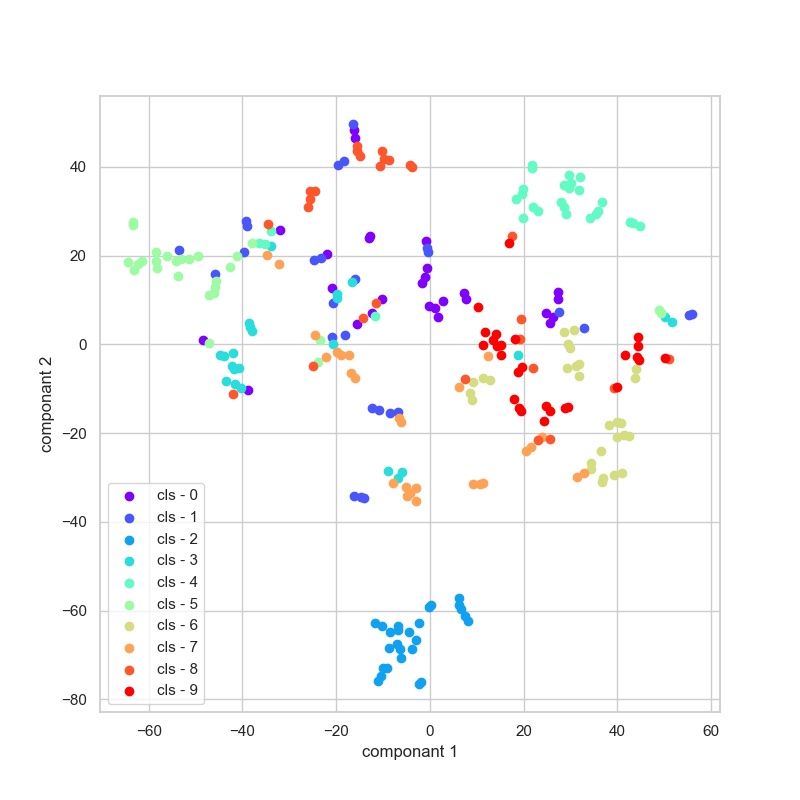 40
20
0
−20
−40
−60
−80
componant 2
cls - 0
cls - 1
cls - 2
cls - 3
cls - 4
cls - 5
cls - 6
cls - 7
cls - 8
cls - 9
−60 −40 −20 0 20 40 60
componant 1